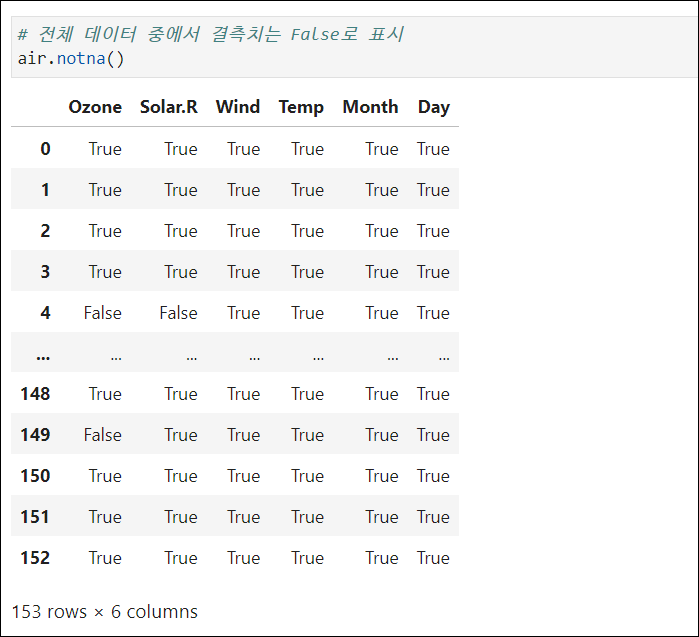 # 전체 데이터 중에서 결측치는 False로 표시
air.notna()
Ozone Solar.R Wind Temp Month Day
0 True True True True True True
1 True True True True True True
2 True True True True True True
3 True True True True True True
4 False False True True True True
... ... ... ... ... ... ...
148 True True True True True True
149 False True True True True True
150 True True True True True True
151 True True True True True True
152 True True True True True True
153 rows × 6 columns